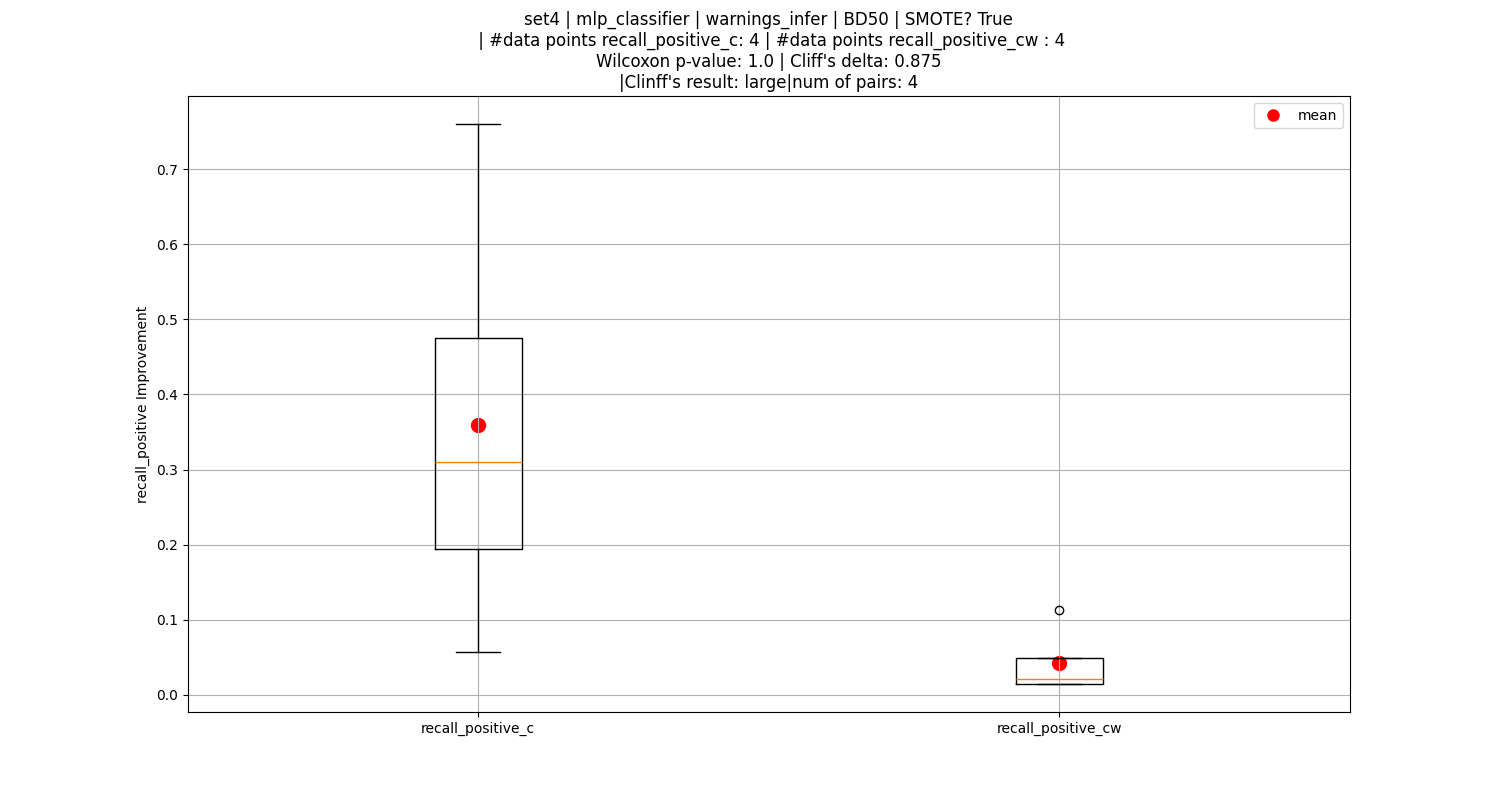 set4 | mlp_classifier | warnings_infer | BD50 | SMOTE? True
| #data points recall_positive_c: 4 | #data points recall_positive_cw : 4
Wilcoxon p-value: 1.0 | Cliff's delta: 0.875
|Clinff's result: large|num of pairs: 4
mean
recall_positive Improvement
0.7
0.6
0.5
0.4
0.3
0.2
0.1
0.0
recall_positive_c
recall_positive_cw